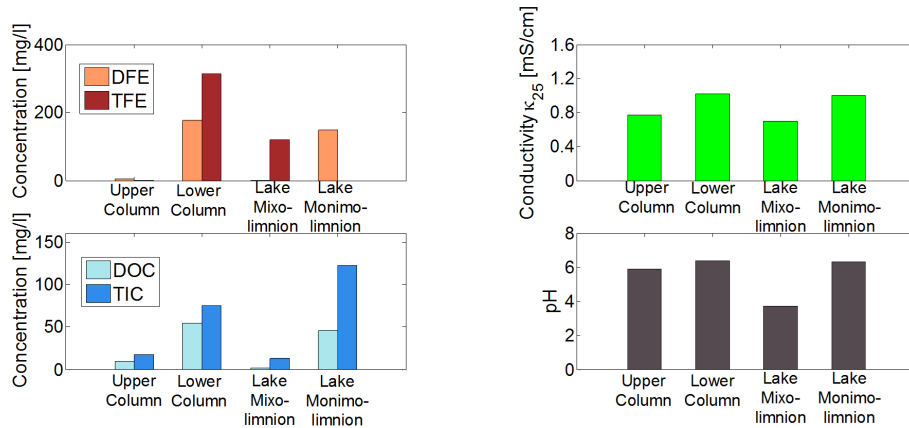 Concentration [mg/l]
400
200
0
DFE
TFE
Upper
Column
Lower
Column
Lake
Mixo-
limnion
Lake
Monimo-
limnion
Conductivity κ25 [mS/cm]
1.6
1.2
0.8
0.4
0
Upper
Column
Lower
Column
Lake
Mixo-
limnion
Lake
Monimo-
limnion
Concentration [mg/l]
150
100
50
0
DOC
TIC
Upper
Column
Lower
Column
Lake
Mixo-
limnion
Lake
Monimo-
limnion
pH
8
6
4
2
0
Upper
Column
Lower
Column
Lake
Mixo-
limnion
Lake
Monimo-
limnion